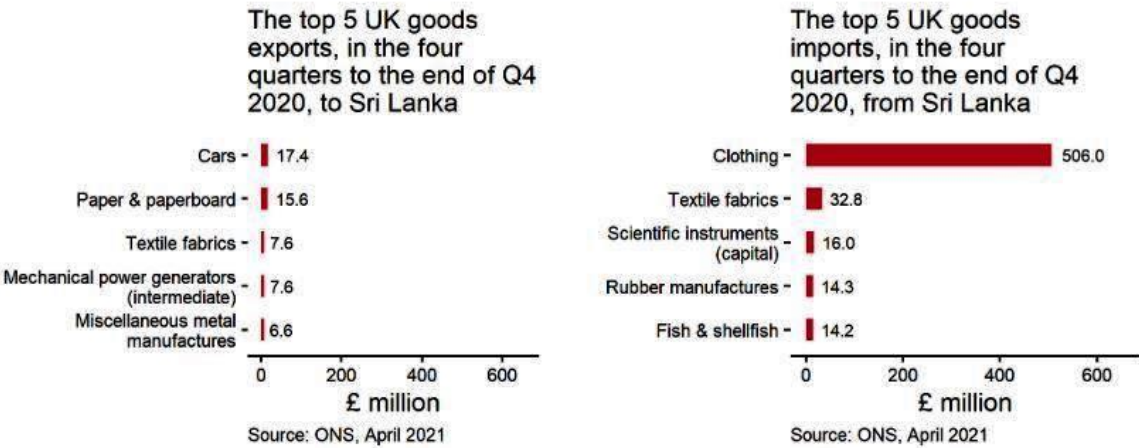 The top 5 UK goods
exports, in the four
quarters to the end of Q4
2020, to Sri Lanka
Cars
17.4
Paper & paperboard
15.6
Textile fabrics
7.6
Mechanical power generators
(intermediate)
7.6
Miscellaneous metal
manufactures
6.6
0 200 400 600
£ million
Source: ONS, April 2021
The top 5 UK goods
imports, in the four
quarters to the end of Q4
2020, from Sri Lanka
Clothing
506.0
Textile fabrics
32.8
Scientific instruments
(capital)
16.0
Rubber manufactures
14.3
Fish & shellfish
14.2
0 200 400 600
£ million
Source: ONS, April 2021